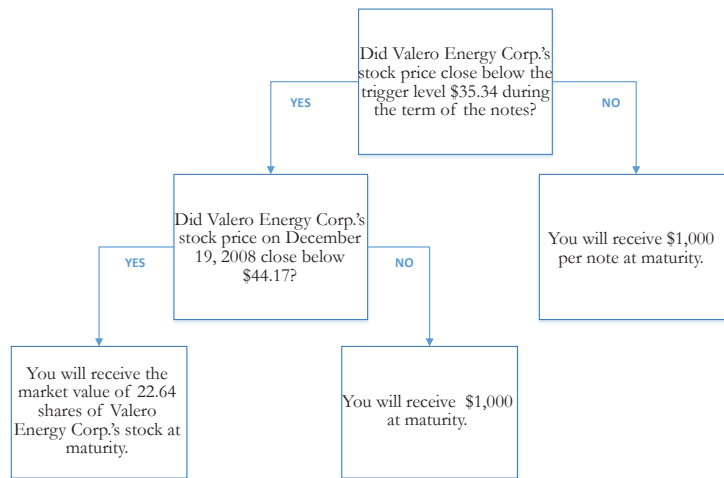 Did Valero Energy Corp.'s
stock price close below the
trigger level $35.34 during
the term of the notes?
YES
NO
Did Valero Energy Corp.'s
stock price on December
19, 2008 close below
$44.17?
You will receive $1,000
per note at maturity.
YES
NO
You will receive the
market value of 22.64
shares of Valero
Energy Corp.'s stock at
maturity.
You will receive $1,000
at maturity.